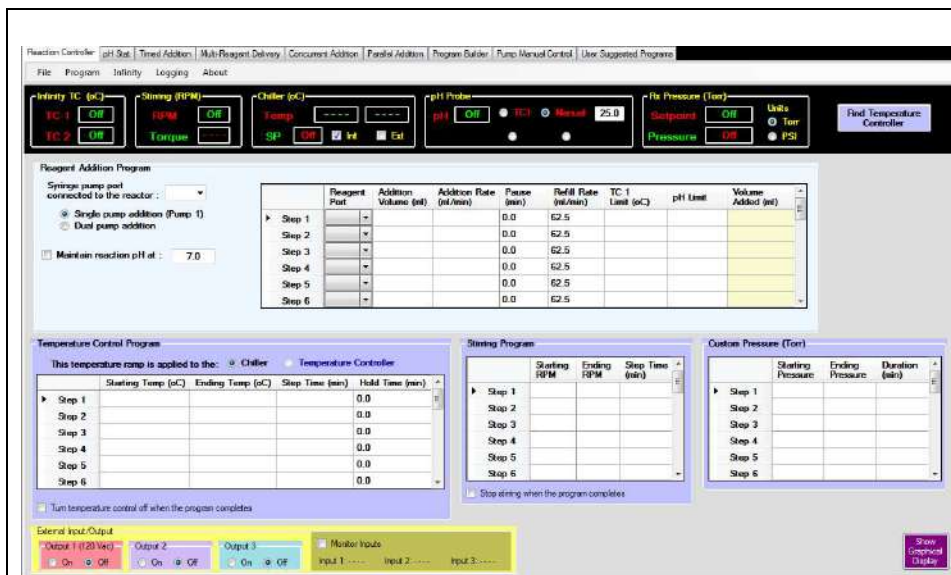 Reaction Controller pH Stat Timed Addition Multi-Reagent Delivery Concurrent Addition Parallel Addition Program Builder Pump Manual Control User Suggested Programs
File Program Infinity Logging About
Infinity TC (oC) Stirring (RPM) Chiller (oC) pH Probe Rx Pressure (Torr)
TC 1 Off RPM Off Temp ---- ---- pH Off TC1 Manual 25.0 Setpoint Off Units Torr
TC 2 Off Torque ---- SP Off Int Ext Pressure Off PSI
Find Temperature Controller
Reagent Addition Program
Syringe pump port
connected to the reactor :
Single pump addition (Pump 1)
Dual pump addition
Maintain reaction pH at : 7.0
Reagent Port Addition Volume (ml) Addition Rate (ml/min) Pause (min) Refill Rate (ml/min) TC 1 Limit (oC) pH Limit Volume Added (ml)
Step 1 0.0 62.5
Step 2 0.0 62.5
Step 3 0.0 62.5
Step 4 0.0 62.5
Step 5 0.0 62.5
Step 6 0.0 62.5
Temperature Control Program
This temperature ramp is applied to the: Chiller Temperature Controller
Starting Temp (oC) Ending Temp (oC) Step Time (min) Hold Time (min)
Step 1 0.0
Step 2 0.0
Step 3 0.0
Step 4 0.0
Step 5 0.0
Step 6 0.0
Turn temperature control off when the program completes
Stirring Program
Starting RPM Ending RPM Step Time (min)
Step 1
Step 2
Step 3
Step 4
Step 5
Step 6
Stop stirring when the program completes
Custom Pressure (Torr)
Starting Pressure Ending Pressure Duration (min)
Step 1
Step 2
Step 3
Step 4
Step 5
Step 6
External Input/Output
Output 1 (120 Vac) Output 2 Output 3 Monitor Inputs
On Off On Off On Off Input 1: ---- Input 2: ---- Input 3: ----
Show
Graphical
Display